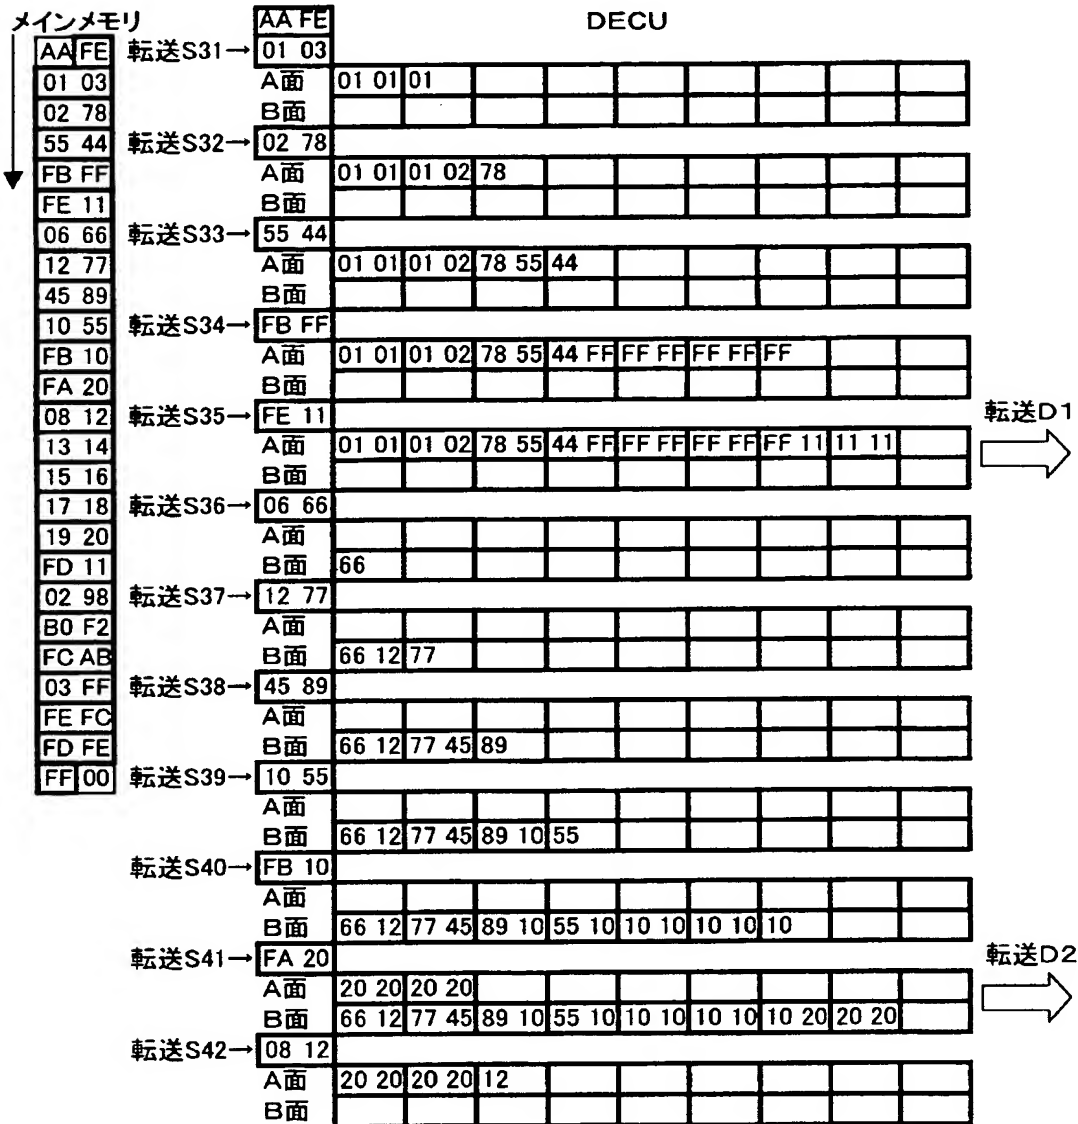 メインメモリ
AA FE
01 03
02 78
55 44
FB FF
FE 11
06 66
12 77
45 89
10 55
FB 10
FA 20
08 12
13 14
15 16
17 18
19 20
FD 11
02 98
B0 F2
FC AB
03 FF
FE FC
FD FE
FF 00
DECU
AA FE
転送S31→ 01 03
A面 01 01 01
B面
転送S32→ 02 78
A面 01 01 01 02 78
B面
転送S33→ 55 44
A面 01 01 01 02 78 55 44
B面
転送S34→ FB FF
A面 01 01 01 02 78 55 44 FF FF FF FF FF FF
B面
転送S35→ FE 11
A面 01 01 01 02 78 55 44 FF FF FF FF FF FF 11 11 11
B面
転送D1
転送S36→ 06 66
A面
B面 66
転送S37→ 12 77
A面
B面 66 12 77
転送S38→ 45 89
A面
B面 66 12 77 45 89
転送S39→ 10 55
A面
B面 66 12 77 45 89 10 55
転送S40→ FB 10
A面
B面 66 12 77 45 89 10 55 10 10 10 10 10 10
転送S41→ FA 20
A面 20 20 20 20
B面 66 12 77 45 89 10 55 10 10 10 10 10 10 20 20 20
転送D2
転送S42→ 08 12
A面 20 20 20 20 12
B面